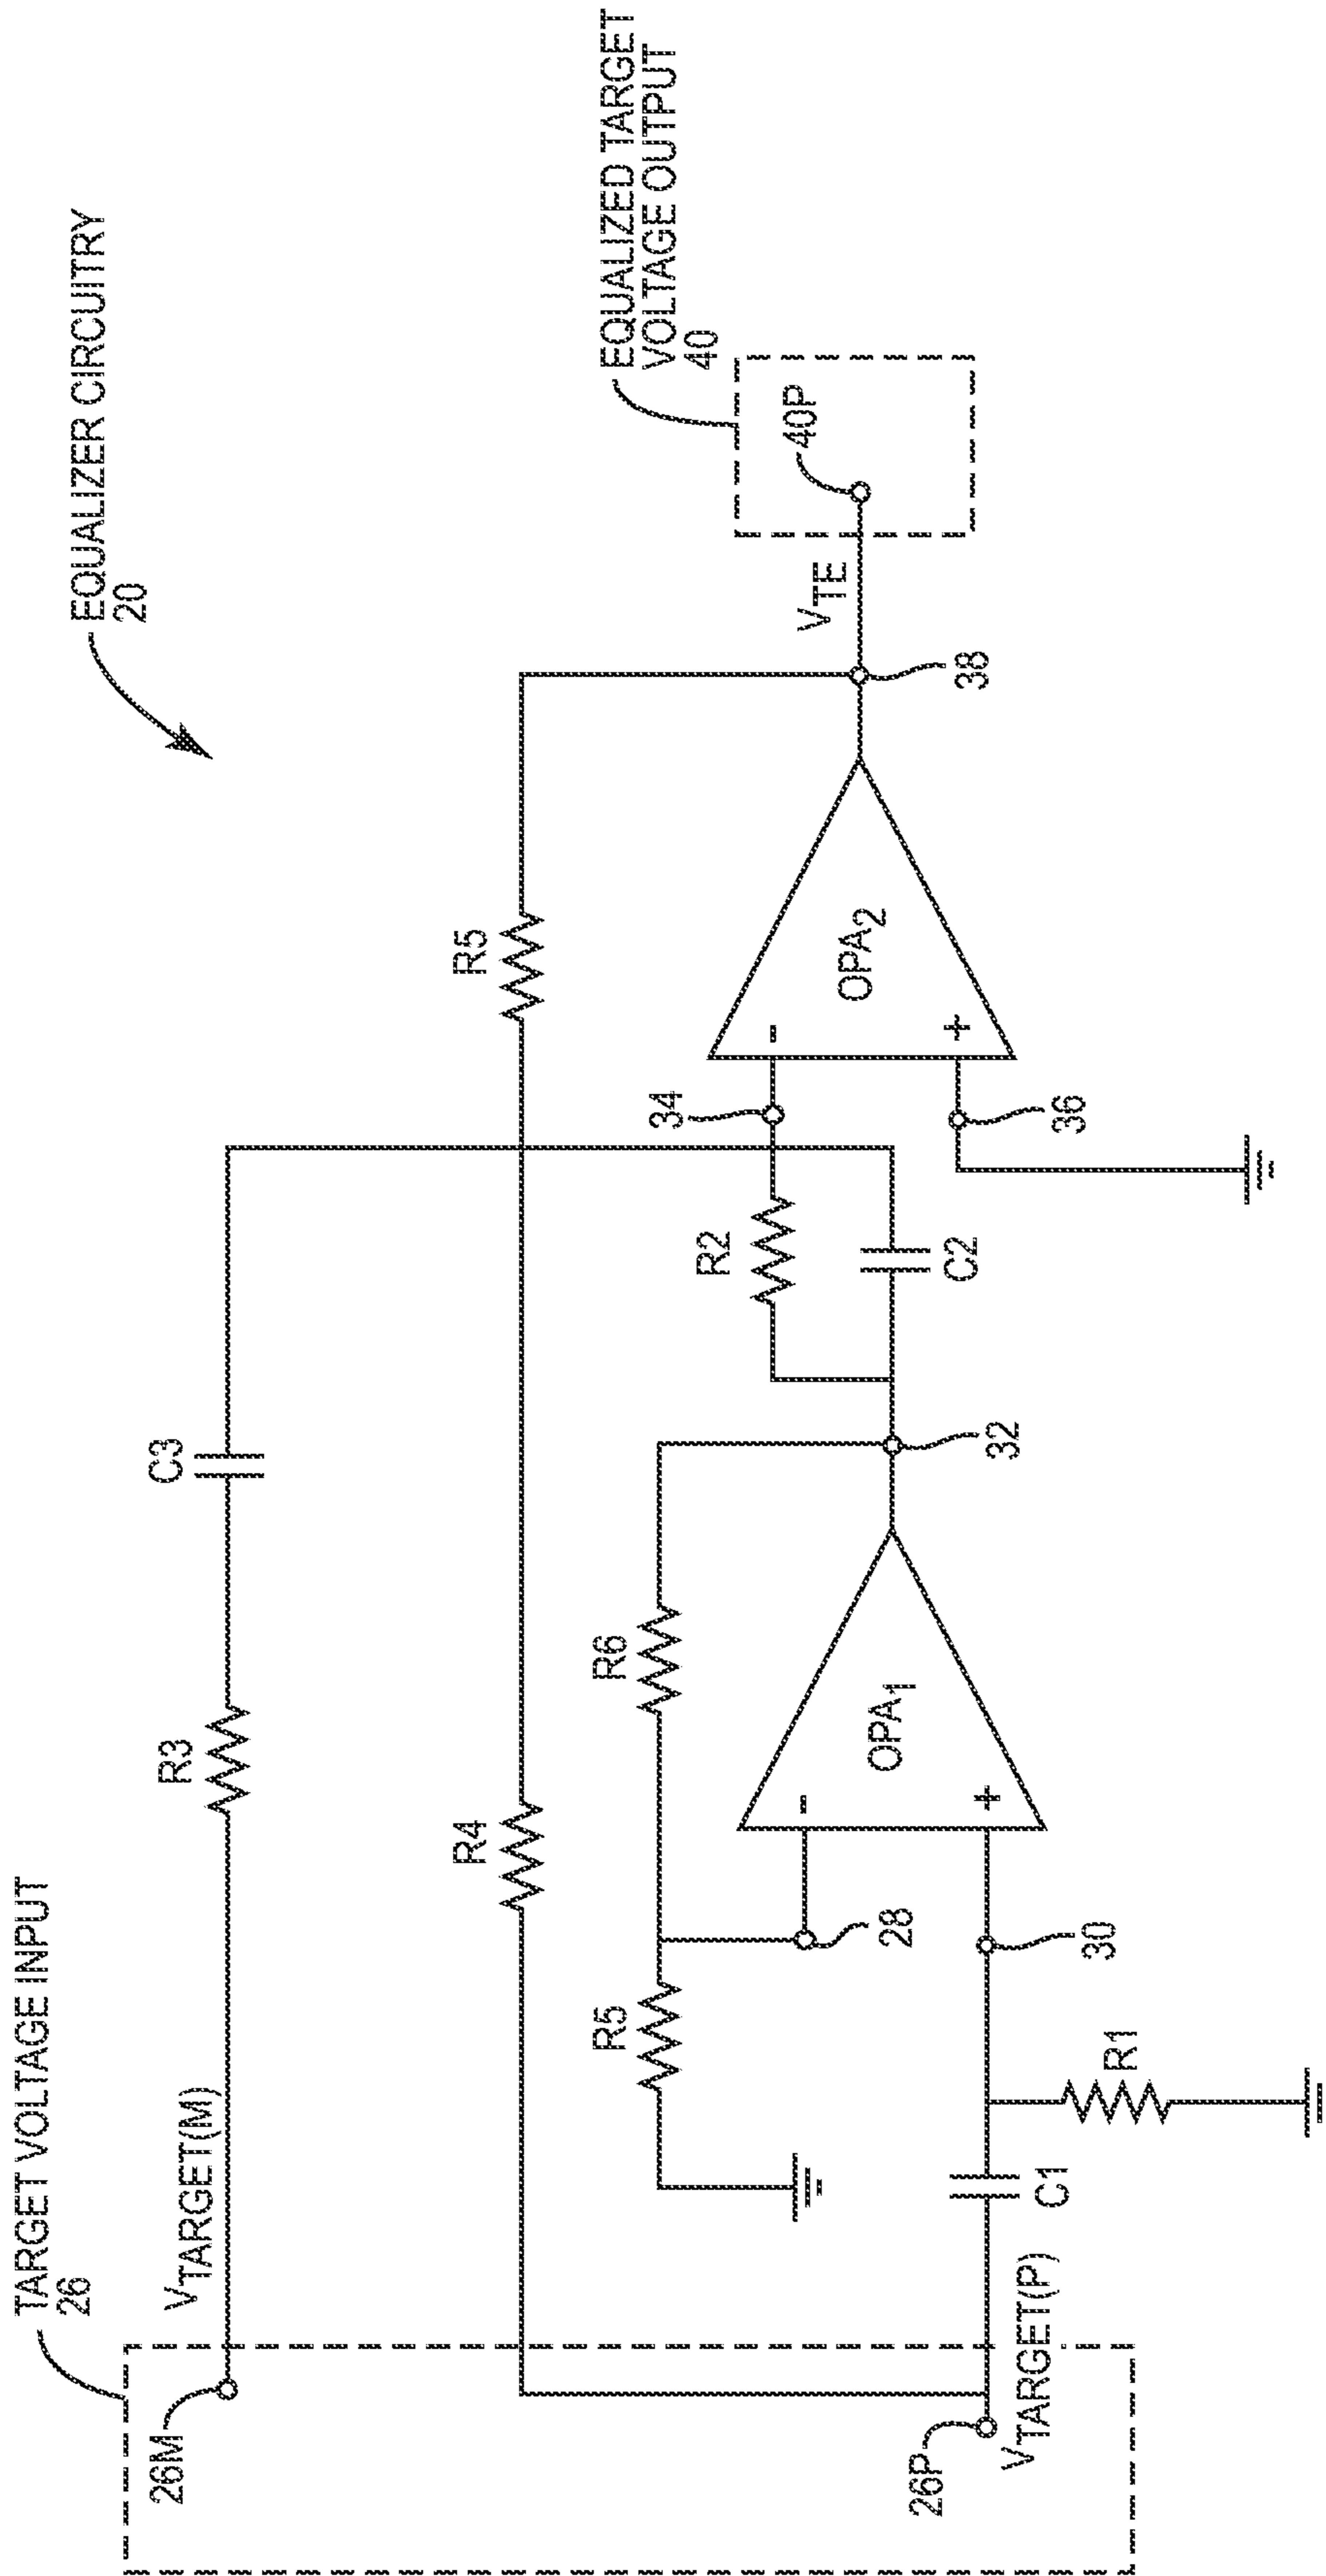 EQUALIZER CIRCUITRY
20
TARGET VOLTAGE INPUT
26
26M
VTARGET(M)
R3
C3
EQUALIZED TARGET
VOLTAGE OUTPUT
40
R4
R5
R5
R6
28
OPA1
-
+
30
32
R2
C2
34
36
OPA2
-
+
38
VTE
40P
26P
VTARGET(P)
C1
R1